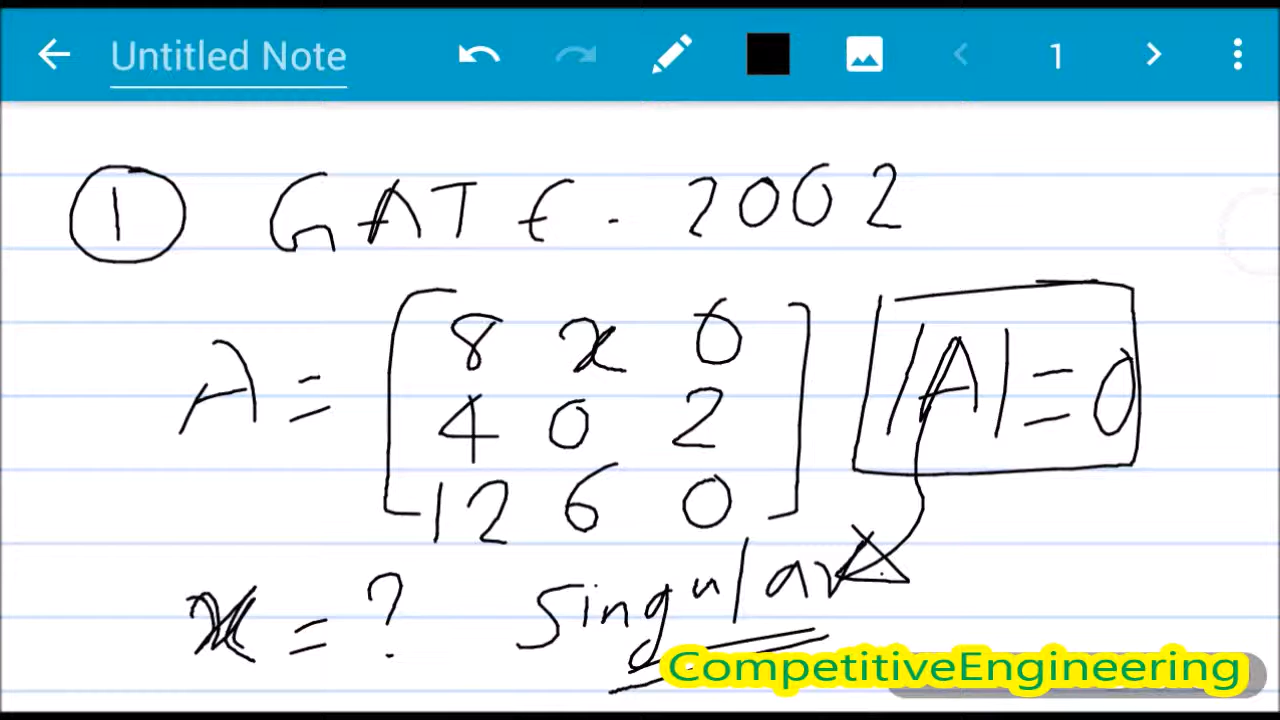 Untitled Note
1
1 GATE - 2002
A = [ 8 x 0
4 0 2
12 6 0 ]
|A| = 0
x = ? Singular
CompetitiveEngineering